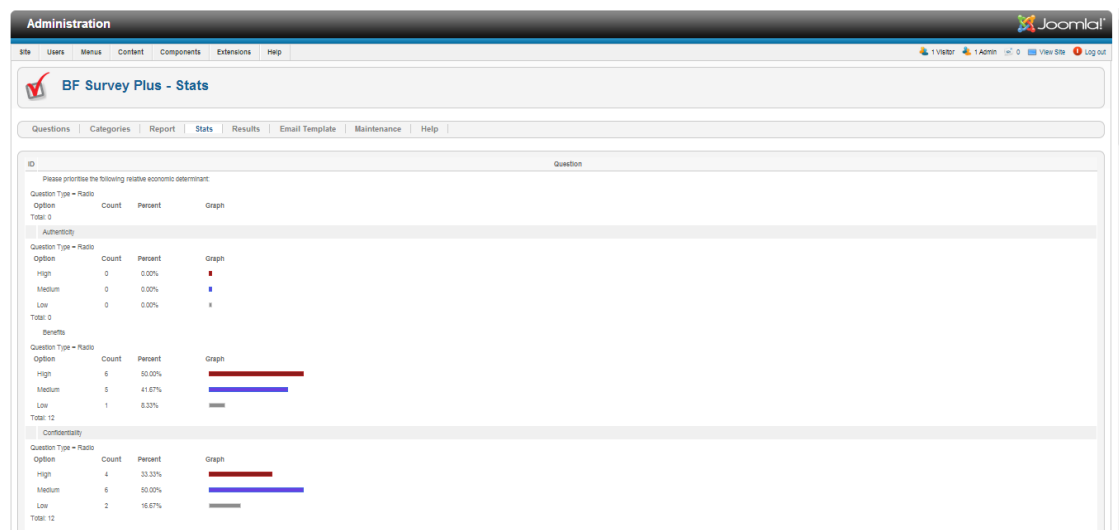 Administration
Joomla!
Site Users Menus Content Components Extensions Help 1 Visitor 1 Admin 0 View Site Log out
BF Survey Plus - Stats
Questions Categories Report Stats Results Email Template Maintenance Help
ID Question
Please prioritise the following relative economic determinant:
Question Type = Radio
Option Count Percent Graph
Total: 0
Authenticity
Question Type = Radio
Option Count Percent Graph
High 0 0.00%
Medium 0 0.00%
Low 0 0.00%
Total: 0
Benefits
Question Type = Radio
Option Count Percent Graph
High 6 50.00%
Medium 5 41.67%
Low 1 8.33%
Total: 12
Confidentiality
Question Type = Radio
Option Count Percent Graph
High 4 33.33%
Medium 6 50.00%
Low 2 16.67%
Total: 12